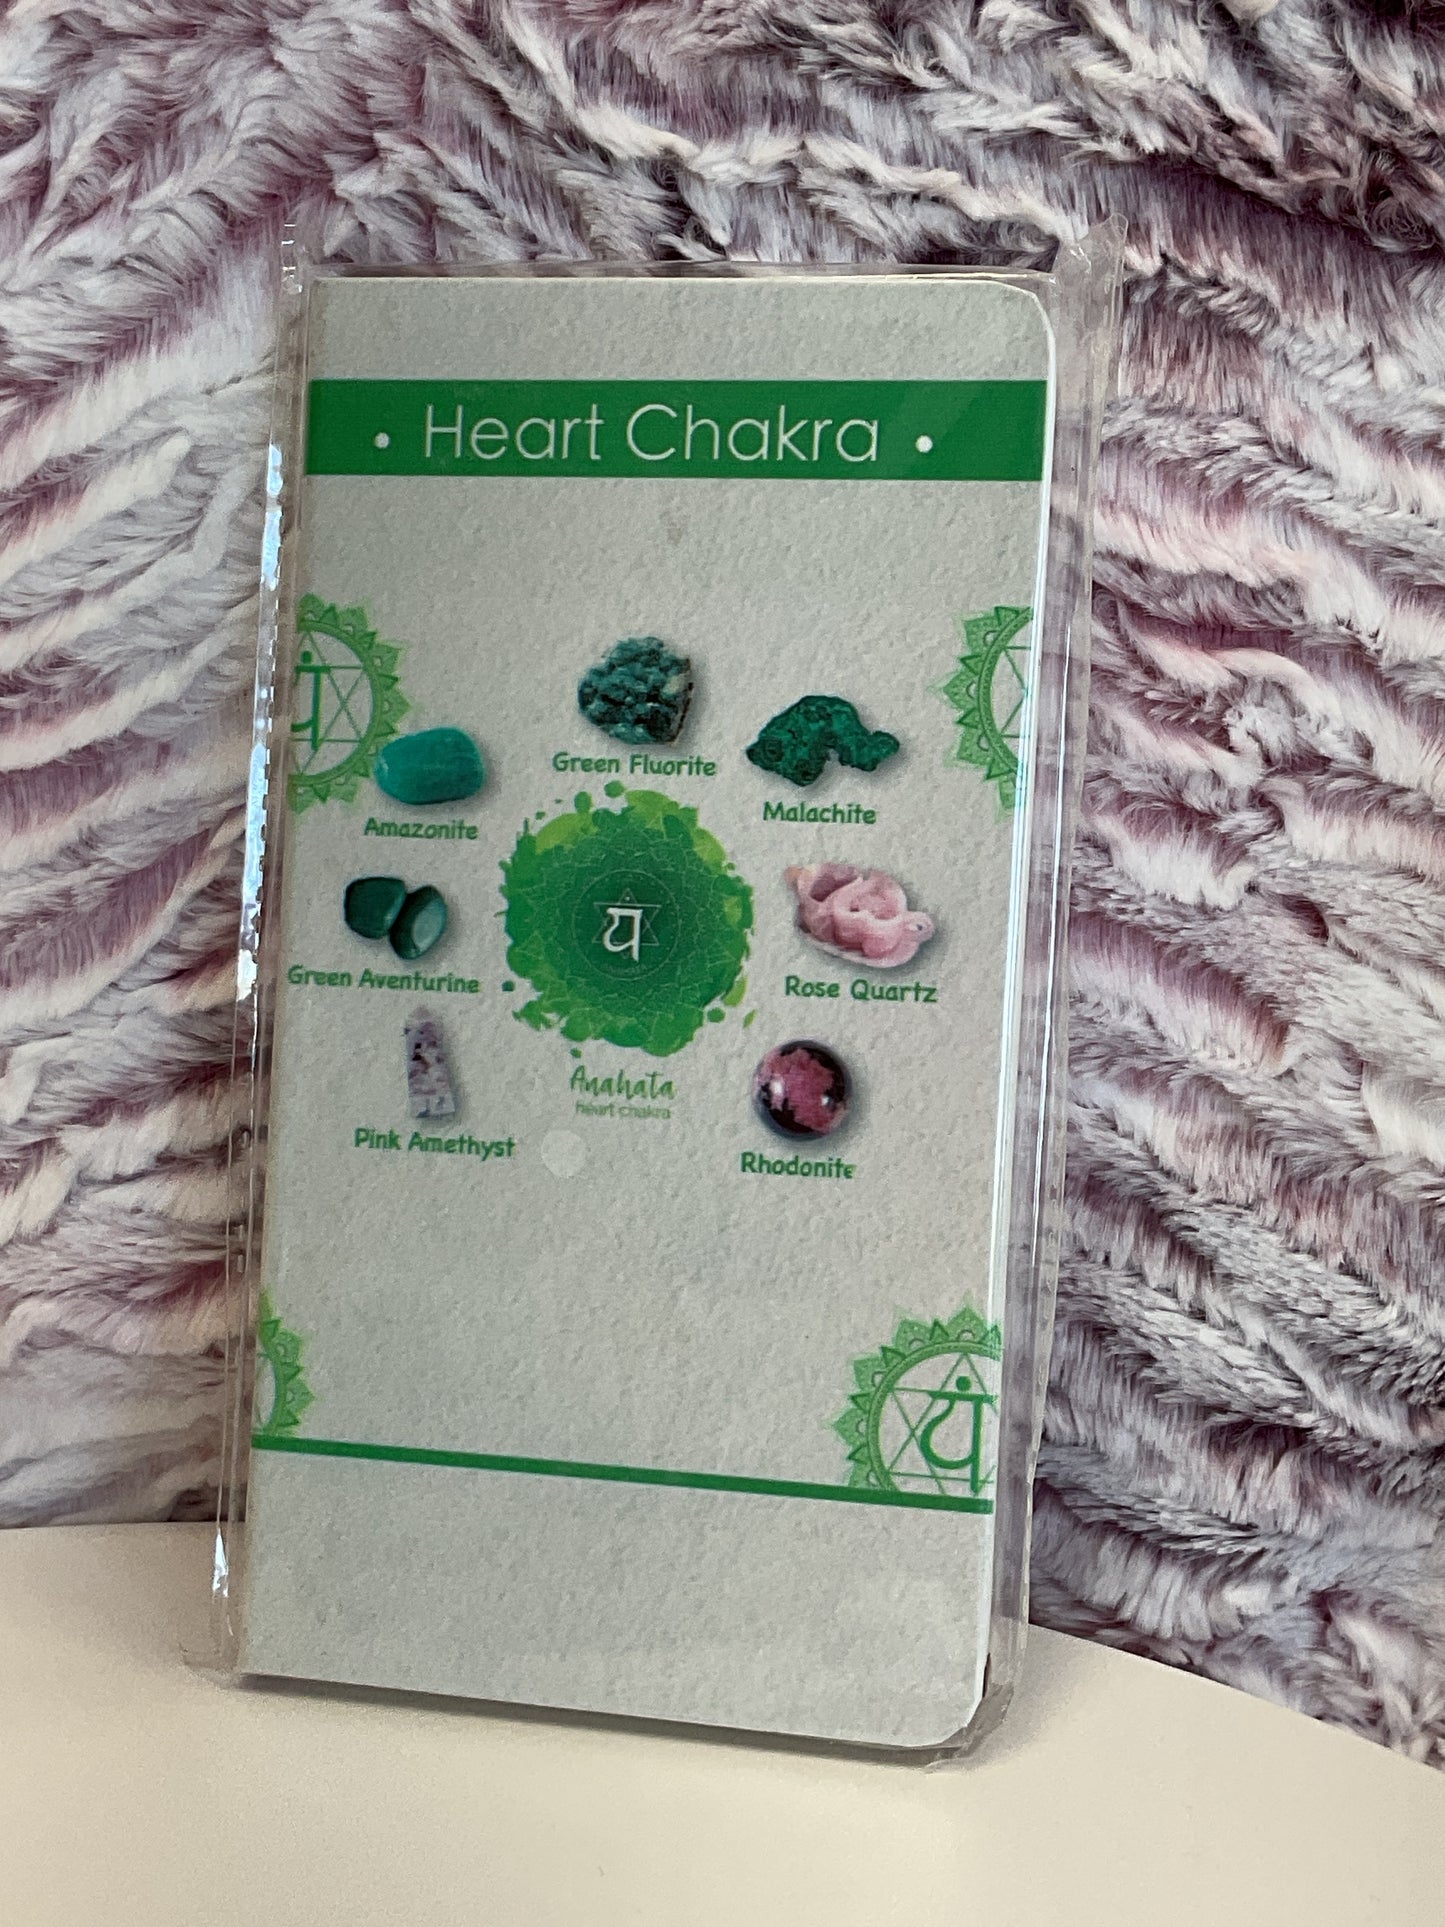 • Heart Chakra •
Green Fluorite
Malachite
Amazonite
यं
Green Aventurine
Rose Quartz
Anahata
heart chakra
Pink Amethyst
Rhodonite
यं
यं